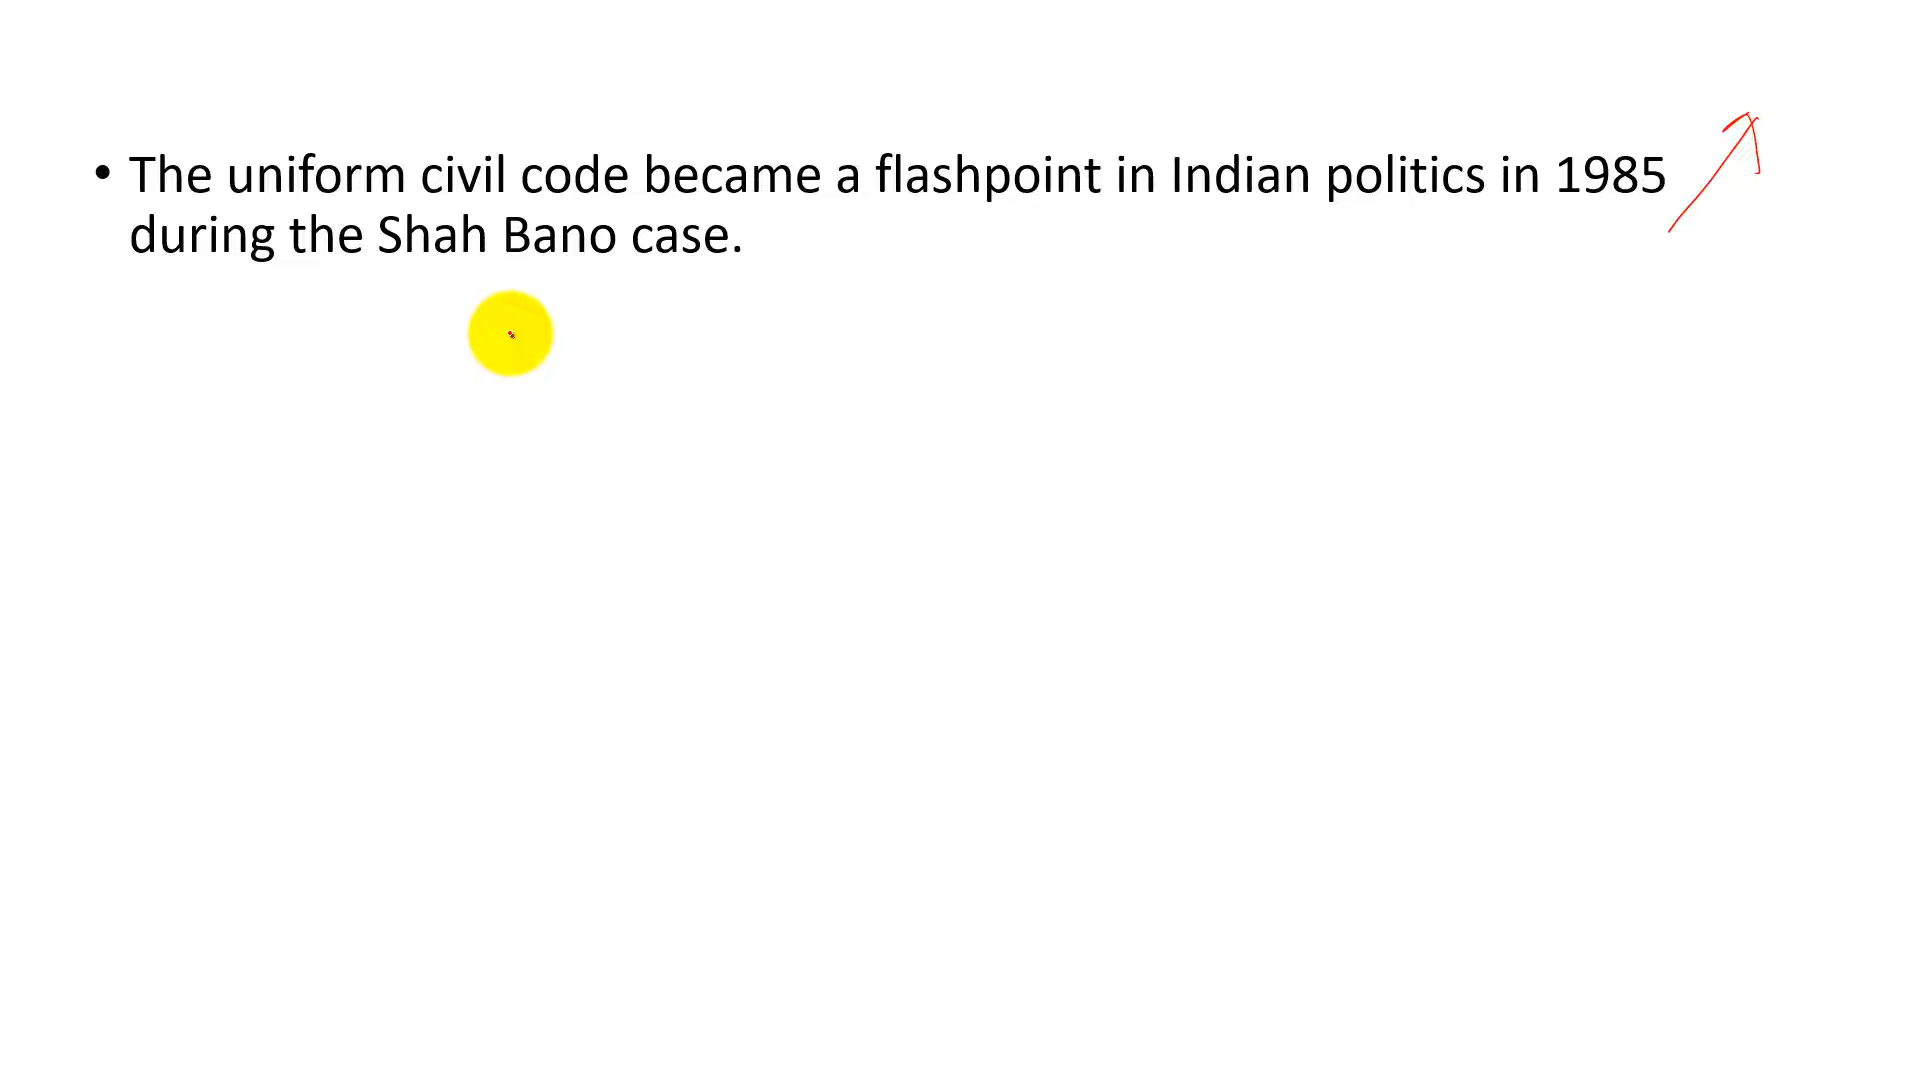 • The uniform civil code became a flashpoint in Indian politics in 1985
during the Shah Bano case.